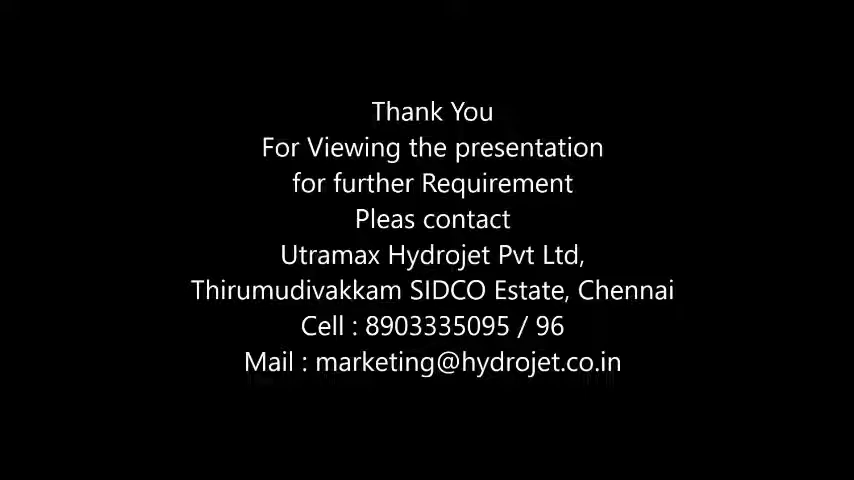 Thank You
For Viewing the presentation
for further Requirement
Pleas contact
Utramax Hydrojet Pvt Ltd,
Thirumudivakkam SIDCO Estate, Chennai
Cell : 8903335095 / 96
Mail : marketing@hydrojet.co.in